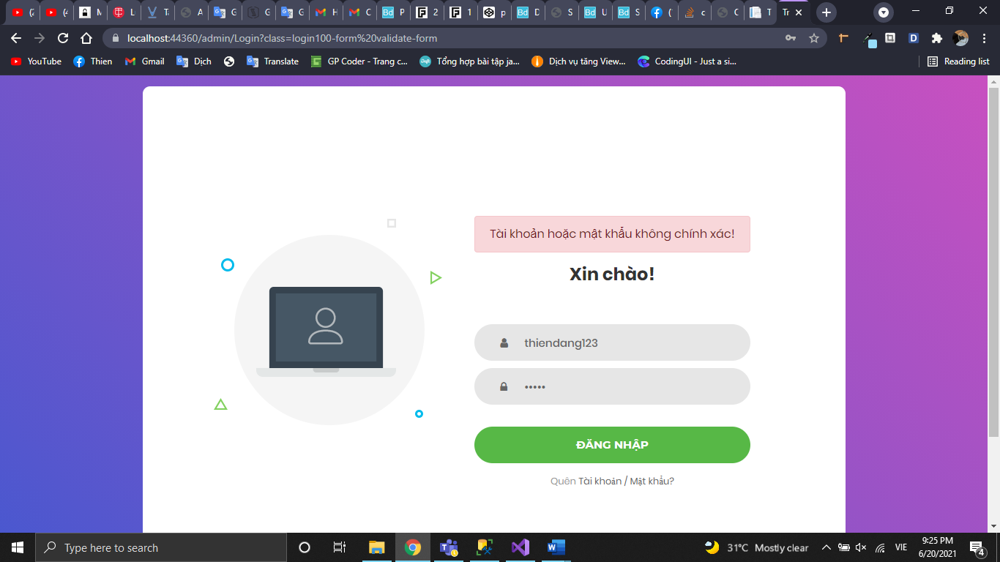 localhost:44360/admin/Login?class=login100-form%20validate-form
YouTube Thien Gmail Dịch Translate GP Coder - Trang c... Tổng hợp bài tập ja... Dịch vụ tăng View... CodingUI - Just a si... Reading list
Tài khoản hoặc mật khẩu không chính xác!
Xin chào!
thiendang123
•••••
ĐĂNG NHẬP
Quên Tài khoản / Mật khẩu?
Type here to search
31°C Mostly clear
VIE
9:25 PM
6/20/2021
4